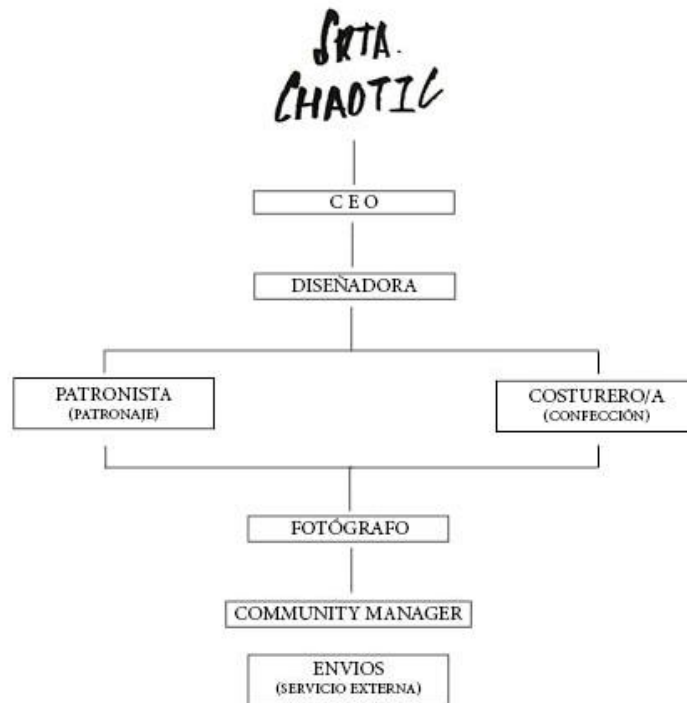 SRTA.
CHAOTIC
CEO
DISEÑADORA
PATRONISTA
(PATRONAJE)
COSTURERO/A
(CONFECCIÓN)
FOTÓGRAFO
COMMUNITY MANAGER
ENVIOS
(SERVICIO EXTERNA)